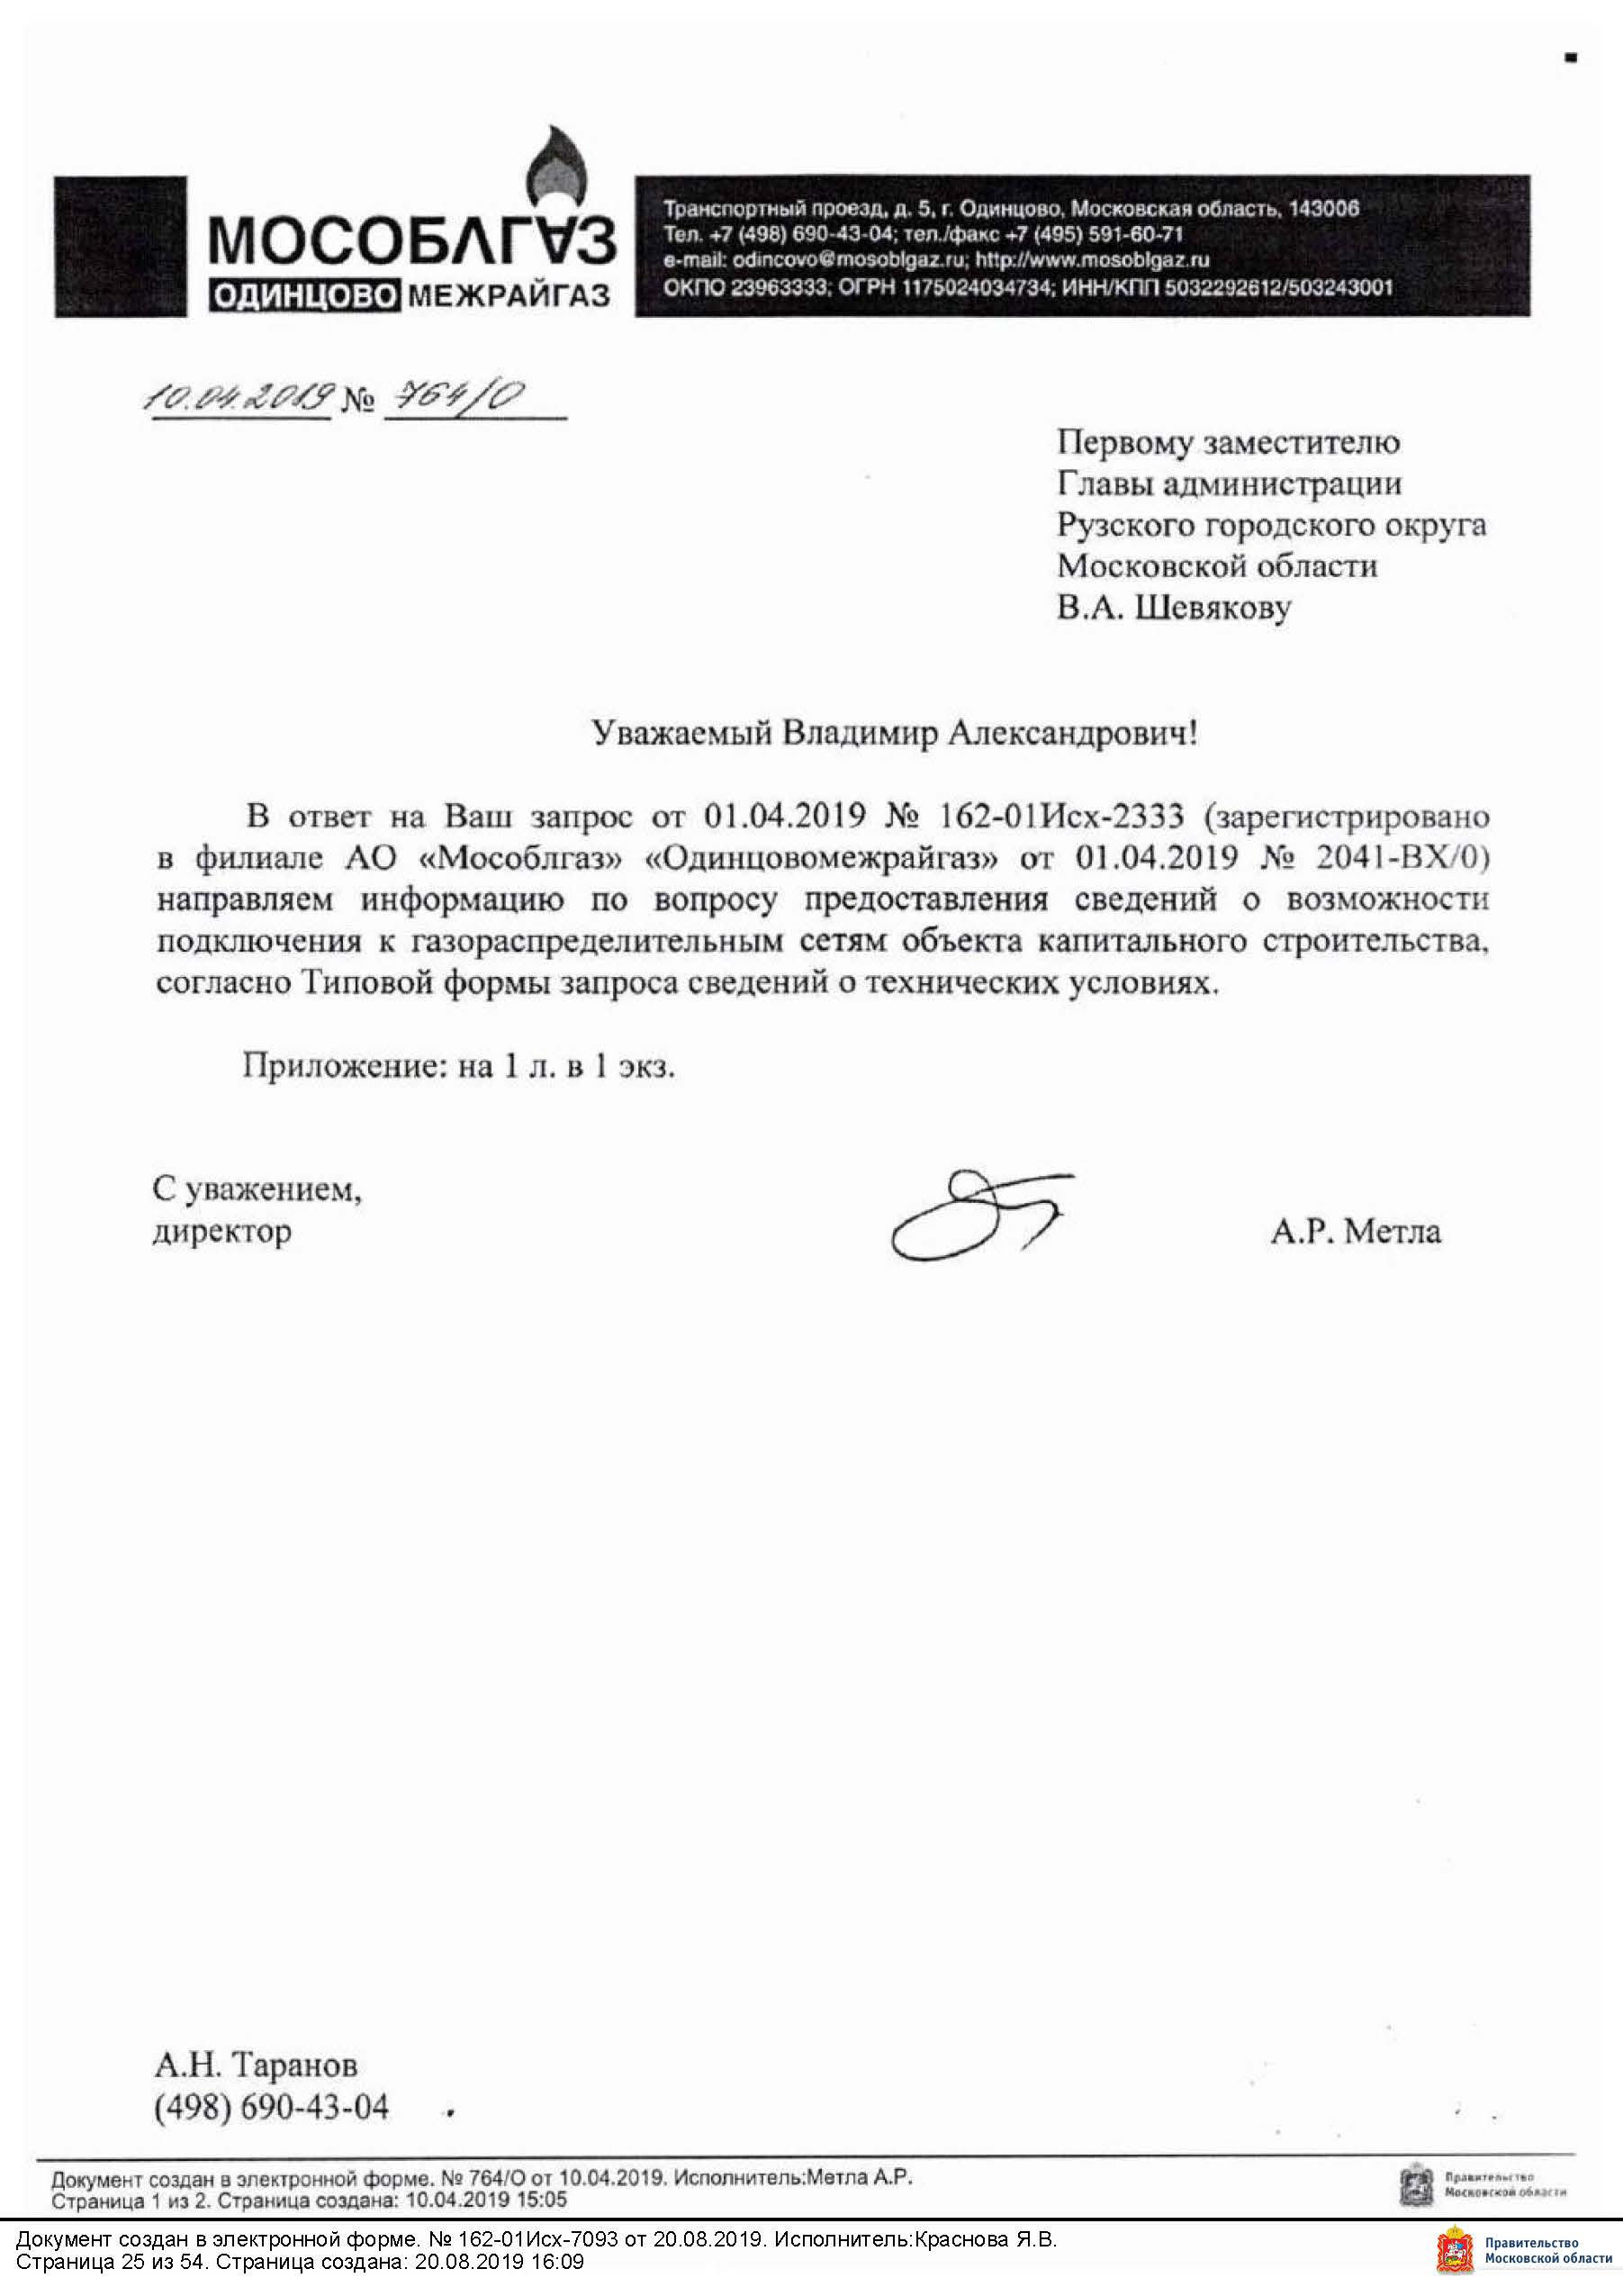 МОСОБЛГАЗ
ОДИНЦОВО МЕЖРАЙГАЗ
Транспортный проезд, д. 5, г. Одинцово, Московская область, 143006
Тел. +7 (498) 690-43-04; тел./факс +7 (495) 591-60-71
e-mail: odincovo@mosoblgaz.ru; http://www.mosoblgaz.ru
ОКПО 23963333; ОГРН 1175024034734; ИНН/КПП 5032292612/503243001
10.04.2019 № 764/О
Первому заместителю
Главы администрации
Рузского городского округа
Московской области
В.А. Шевякову
Уважаемый Владимир Александрович!
В ответ на Ваш запрос от 01.04.2019 № 162-01Исх-2333 (зарегистрировано
в филиале АО «Мособлгаз» «Одинцовомежрайгаз» от 01.04.2019 № 2041-ВХ/0)
направляем информацию по вопросу предоставления сведений о возможности
подключения к газораспределительным сетям объекта капитального строительства,
согласно Типовой формы запроса сведений о технических условиях.
Приложение: на 1 л. в 1 экз.
С уважением,
директор
А.Р. Метла
А.Н. Таранов
(498) 690-43-04
Документ создан в электронной форме. № 764/О от 10.04.2019. Исполнитель:Метла А.Р.
Страница 1 из 2. Страница создана: 10.04.2019 15:05
Правительство
Московской области
Документ создан в электронной форме. № 162-01Исх-7093 от 20.08.2019. Исполнитель:Краснова Я.В.
Страница 25 из 54. Страница создана: 20.08.2019 16:09
Правительство
Московской области